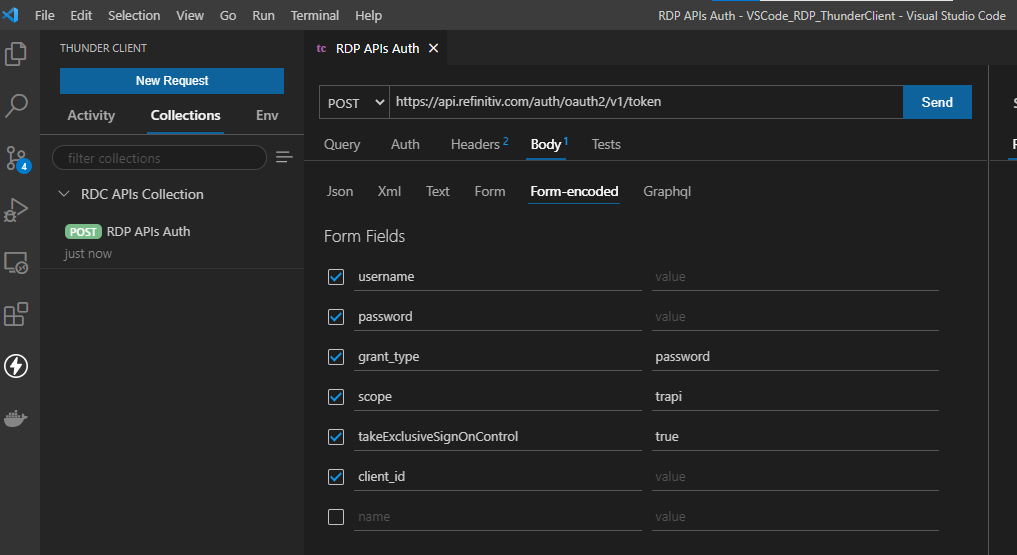 File Edit Selection View Go Run Terminal Help RDP APIs Auth - VSCode_RDP_ThunderClient - Visual Studio Code
THUNDER CLIENT
New Request
Activity Collections Env
filter collections
RDC APIs Collection
POST RDP APIs Auth
just now
4
tc RDP APIs Auth
POST https://api.refinitiv.com/auth/oauth2/v1/token Send
Query Auth Headers 2 Body 1 Tests
Json Xml Text Form Form-encoded Graphql
Form Fields
username value
password value
grant_type password
scope trapi
takeExclusiveSignOnControl true
client_id value
name value